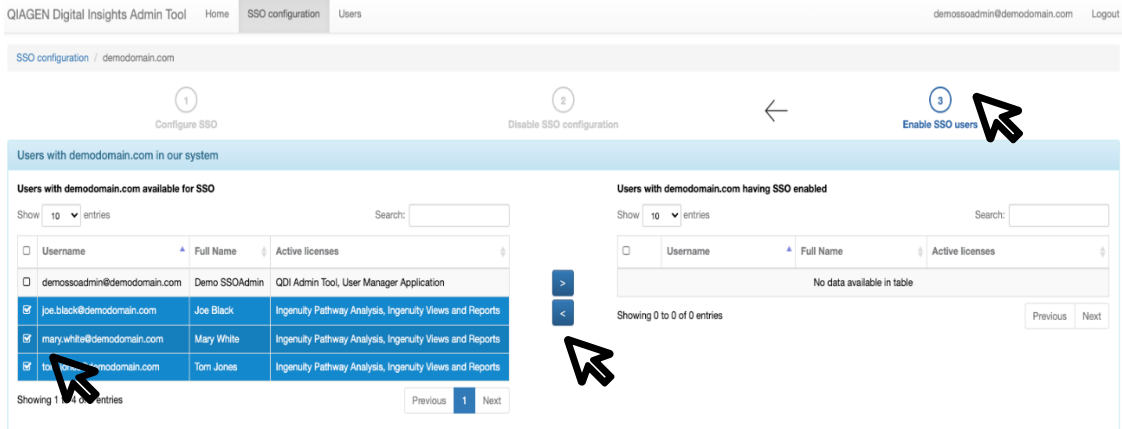 QIAGEN Digital Insights Admin Tool Home SSO configuration Users demossoadmin@demodomain.com Logout
SSO configuration / demodomain.com
1 2 3
Configure SSO Disable SSO configuration Enable SSO users
Users with demodomain.com in our system
Users with demodomain.com available for SSO
Show 10 entries Search:
Username Full Name Active licenses
demossoadmin@demodomain.com Demo SSOAdmin QDI Admin Tool, User Manager Application
joe.black@demodomain.com Joe Black Ingenuity Pathway Analysis, Ingenuity Views and Reports
mary.white@demodomain.com Mary White Ingenuity Pathway Analysis, Ingenuity Views and Reports
Tom Jones Ingenuity Pathway Analysis, Ingenuity Views and Reports
Showing 1 4 entries
Previous 1 Next
>
<
Users with demodomain.com having SSO enabled
Show 10 entries Search:
Username Full Name Active licenses
No data available in table
Showing 0 to 0 of 0 entries
Previous Next